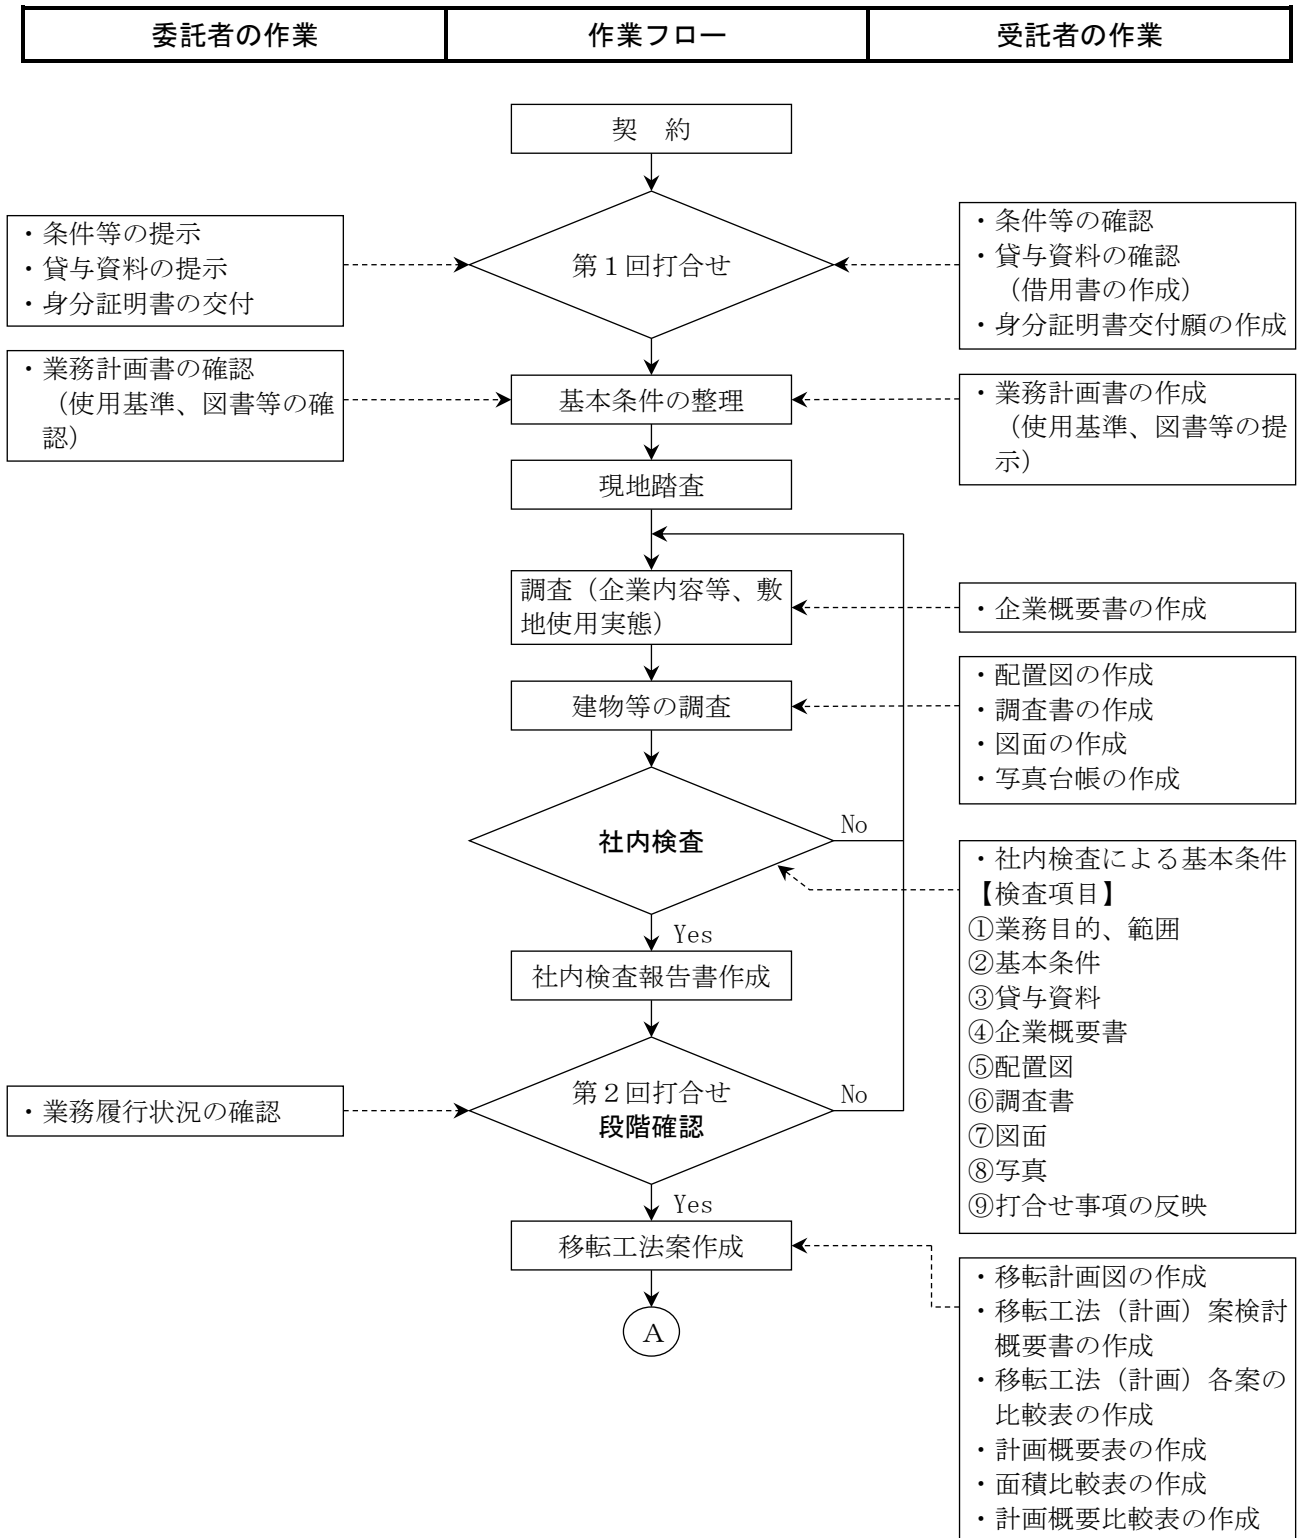 委託者の作業
作業フロー
受託者の作業
契　約
・条件等の提示
・貸与資料の提示
・身分証明書の交付
第１回打合せ
・条件等の確認
・貸与資料の確認
（借用書の作成）
・身分証明書交付願の作成
・業務計画書の確認
（使用基準、図書等の確
認）
基本条件の整理
・業務計画書の作成
（使用基準、図書等の提
示）
現地踏査
調査（企業内容等、敷
地使用実態）
・企業概要書の作成
建物等の調査
・配置図の作成
・調査書の作成
・図面の作成
・写真台帳の作成
社内検査
No
Yes
・社内検査による基本条件
【検査項目】
①業務目的、範囲
②基本条件
③貸与資料
④企業概要書
⑤配置図
⑥調査書
⑦図面
⑧写真
⑨打合せ事項の反映
社内検査報告書作成
・業務履行状況の確認
第２回打合せ
段階確認
No
Yes
移転工法案作成
A
・移転計画図の作成
・移転工法（計画）案検討
概要書の作成
・移転工法（計画）各案の
比較表の作成
・計画概要表の作成
・面積比較表の作成
・計画概要比較表の作成